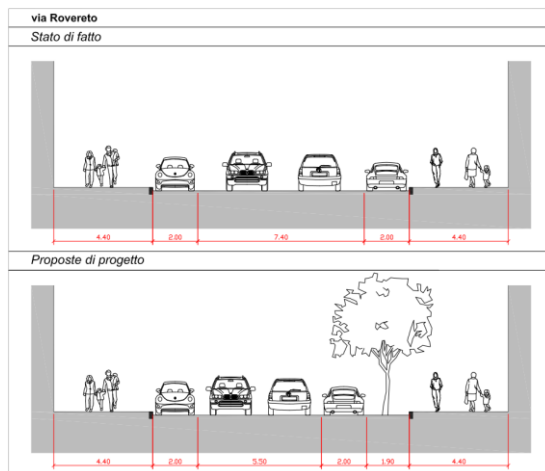 via Rovereto
Stato di fatto
4.40 2.00 7.40 2.00 4.40
Proposte di progetto
4.40 2.00 5.50 2.00 1.90 4.40